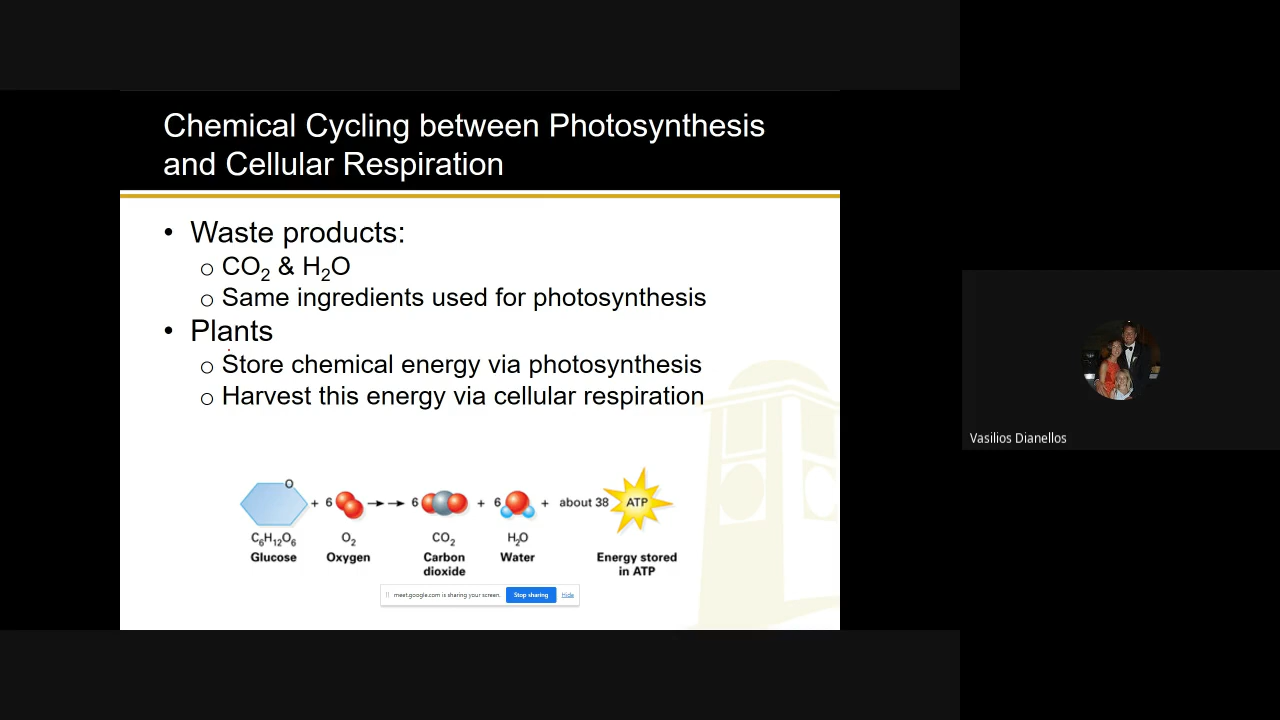 Chemical Cycling between Photosynthesis
and Cellular Respiration
• Waste products:
o CO₂ & H₂O
o Same ingredients used for photosynthesis
• Plants
o Store chemical energy via photosynthesis
o Harvest this energy via cellular respiration
O
+ 6 → → 6 + 6 + about 38 ATP
C₆H₁₂O₆ O₂ CO₂ H₂O
Glucose Oxygen Carbon Water Energy stored
dioxide in ATP
meet.google.com is sharing your screen. Stop sharing Hide
Vasilios Dianellos